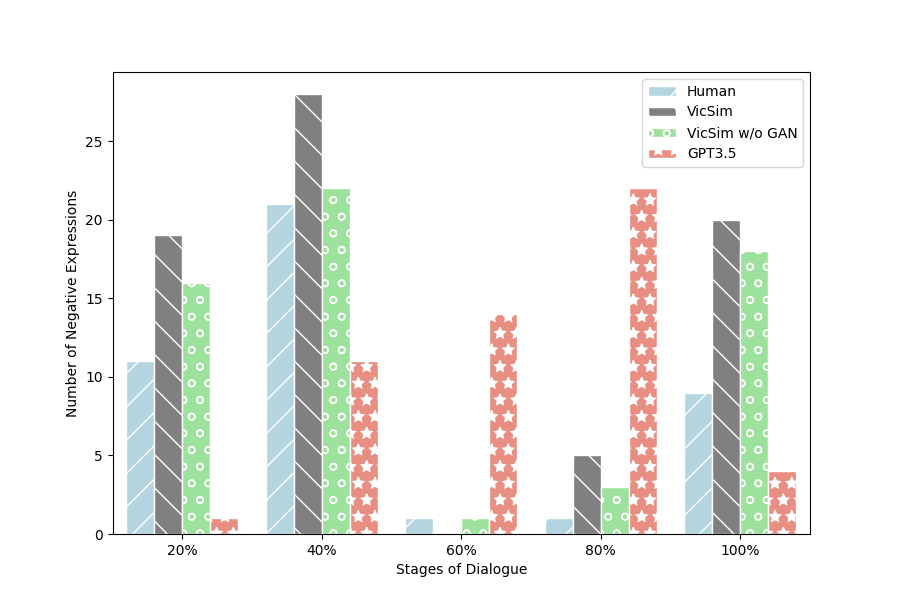 Human
VicSim
VicSim w/o GAN
GPT3.5
Number of Negative Expressions
25
20
15
10
5
0
20% 40% 60% 80% 100%
Stages of Dialogue